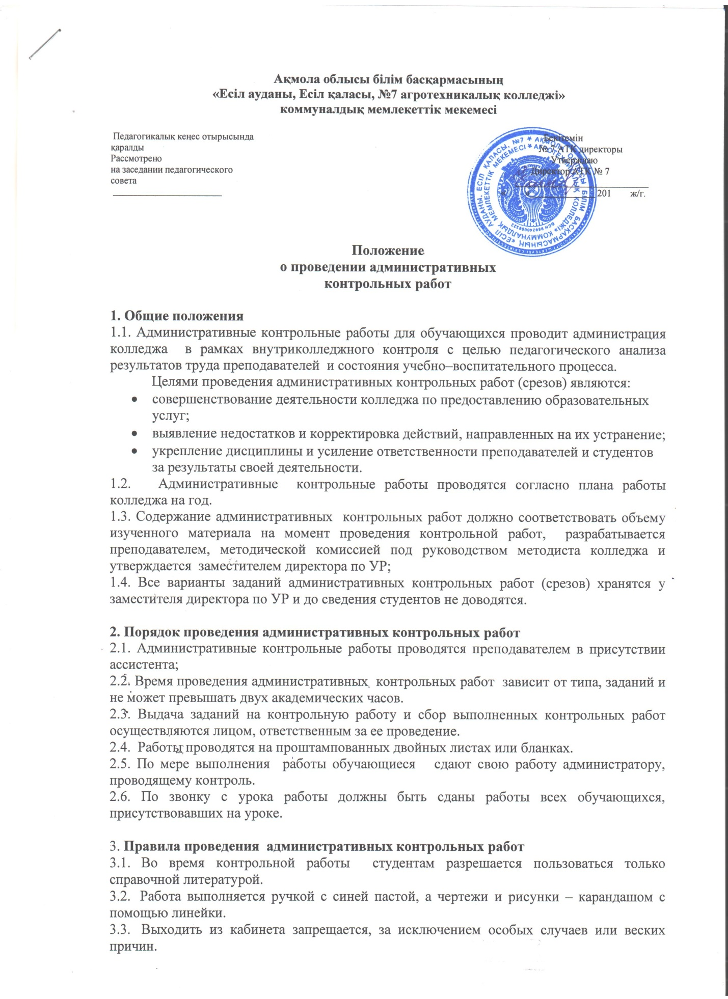 Ақмола облысы білім басқармасының
«Есіл ауданы, Есіл қаласы, №7 агротехникалық колледжі»
коммуналдық мемлекеттік мекемесі
Педагогикалық кеңес отырысында
қаралды
Рассмотрено
на заседании педагогического
совета
Бекітемін
№ 7 АТК директоры
Утверждаю
Директор АТК № 7
« » 201 ж/г.
Положение
о проведении административных
контрольных работ
1. Общие положения
1.1. Административные контрольные работы для обучающихся проводит администрация
колледжа в рамках внутриколледжного контроля с целью педагогического анализа
результатов труда преподавателей и состояния учебно–воспитательного процесса.
Целями проведения административных контрольных работ (срезов) являются:
• совершенствование деятельности колледжа по предоставлению образовательных
услуг;
• выявление недостатков и корректировка действий, направленных на их устранение;
• укрепление дисциплины и усиление ответственности преподавателей и студентов
за результаты своей деятельности.
1.2. Административные контрольные работы проводятся согласно плана работы
колледжа на год.
1.3. Содержание административных контрольных работ должно соответствовать объему
изученного материала на момент проведения контрольной работ, разрабатывается
преподавателем, методической комиссией под руководством методиста колледжа и
утверждается заместителем директора по УР;
1.4. Все варианты заданий административных контрольных работ (срезов) хранятся у
заместителя директора по УР и до сведения студентов не доводятся.
2. Порядок проведения административных контрольных работ
2.1. Административные контрольные работы проводятся преподавателем в присутствии
ассистента;
2.2. Время проведения административных контрольных работ зависит от типа, заданий и
не может превышать двух академических часов.
2.3. Выдача заданий на контрольную работу и сбор выполненных контрольных работ
осуществляются лицом, ответственным за ее проведение.
2.4. Работы проводятся на проштампованных двойных листах или бланках.
2.5. По мере выполнения работы обучающиеся сдают свою работу администратору,
проводящему контроль.
2.6. По звонку с урока работы должны быть сданы работы всех обучающихся,
присутствовавших на уроке.
3. Правила проведения административных контрольных работ
3.1. Во время контрольной работы студентам разрешается пользоваться только
справочной литературой.
3.2. Работа выполняется ручкой с синей пастой, а чертежи и рисунки – карандашом с
помощью линейки.
3.3. Выходить из кабинета запрещается, за исключением особых случаев или веских
причин.